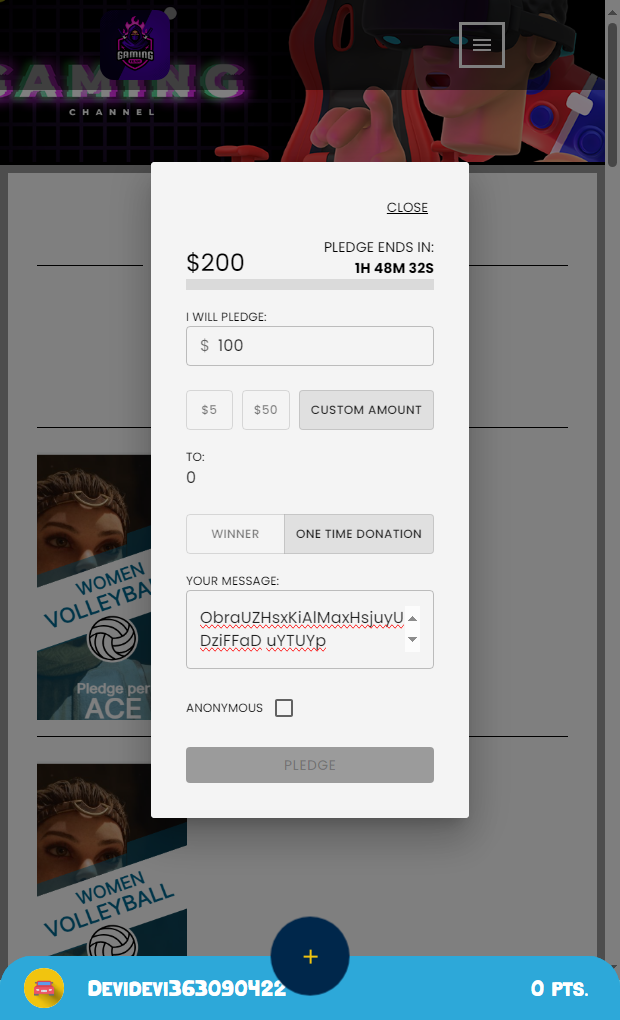 GAMING
GAMING
CHANNEL
CLOSE
$200
PLEDGE ENDS IN:
1H 48M 32S
I WILL PLEDGE:
$ 100
$5
$50
CUSTOM AMOUNT
TO:
0
WINNER
ONE TIME DONATION
YOUR MESSAGE:
ObraUZHsxKiAlMaxHsjuyU
DziFFaD uYTUYp
ANONYMOUS
PLEDGE
WOMEN
Pledge per
ACE
WOMEN
VOLLEYBALL
+
DEVIDEVI363090422
0 PTS.